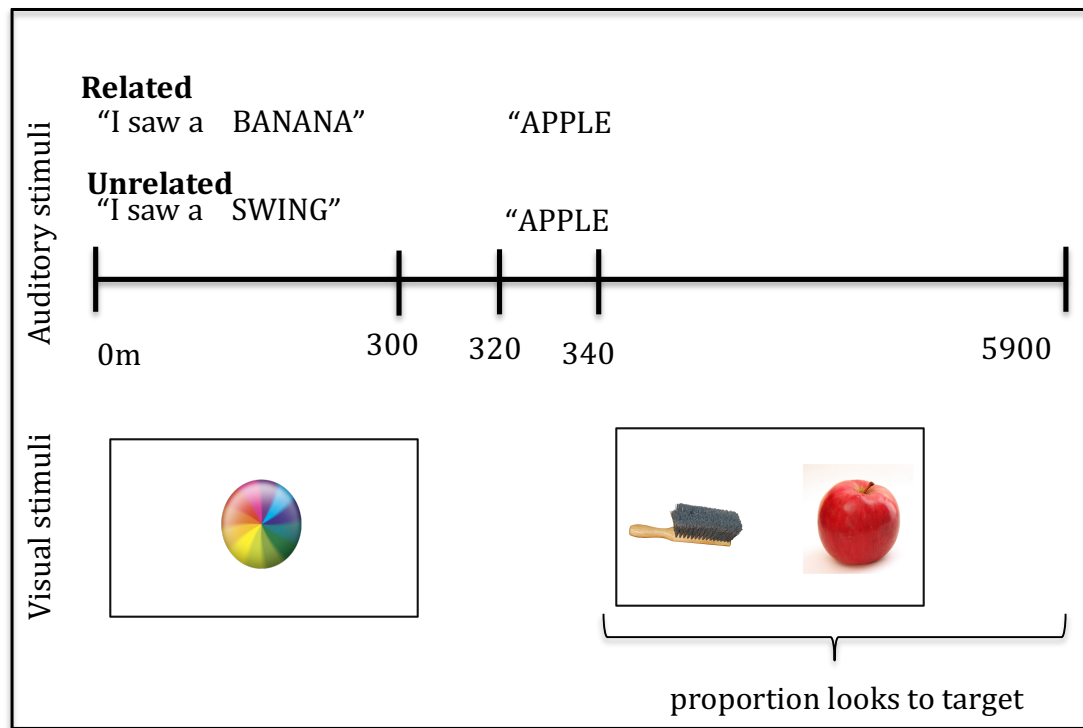 Auditory stimuli
Related
“I saw a BANANA” “APPLE
Unrelated
“I saw a SWING” “APPLE
0m 300 320 340 5900
Visual stimuli
proportion looks to target